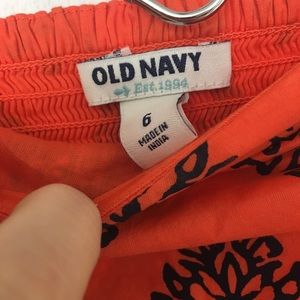 OLD NAVY
Est. 1994
6
MADE IN
INDIA